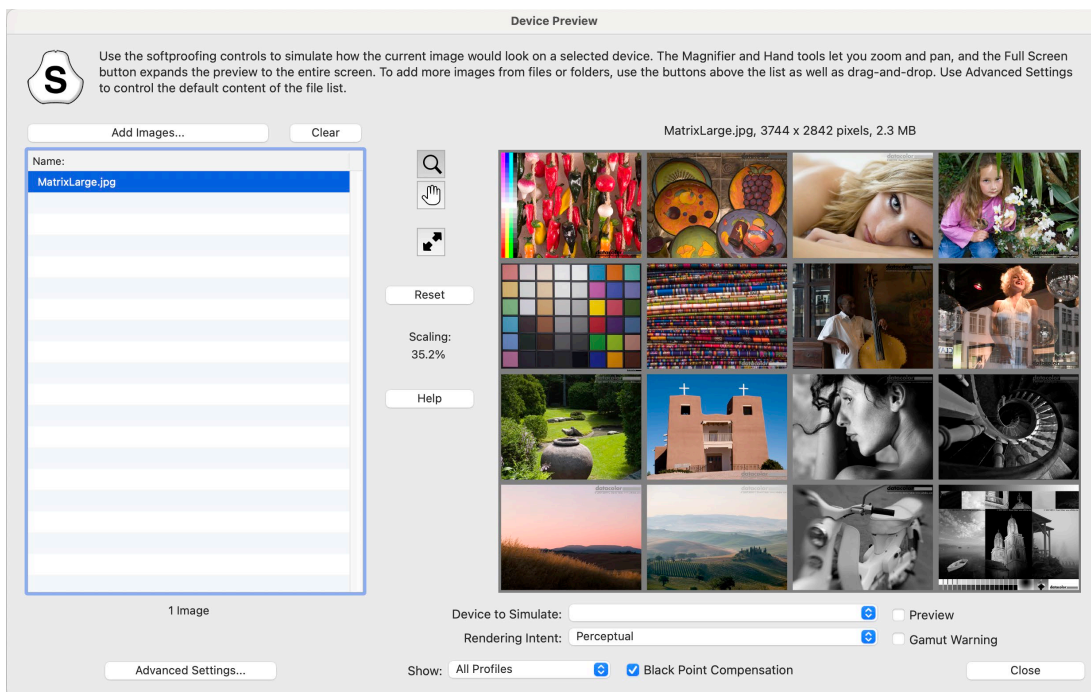 Device Preview
S
Use the softproofing controls to simulate how the current image would look on a selected device. The Magnifier and Hand tools let you zoom and pan, and the Full Screen
button expands the preview to the entire screen. To add more images from files or folders, use the buttons above the list as well as drag-and-drop. Use Advanced Settings
to control the default content of the file list.
Add Images...
Clear
MatrixLarge.jpg, 3744 x 2842 pixels, 2.3 MB
Name:
MatrixLarge.jpg
Reset
Scaling:
35.2%
Help
datacolor
datacolor
datacolor
datacolor
datacolor
1 Image
Device to Simulate:
Preview
Rendering Intent: Perceptual
Gamut Warning
Advanced Settings...
Show: All Profiles
Black Point Compensation
Close